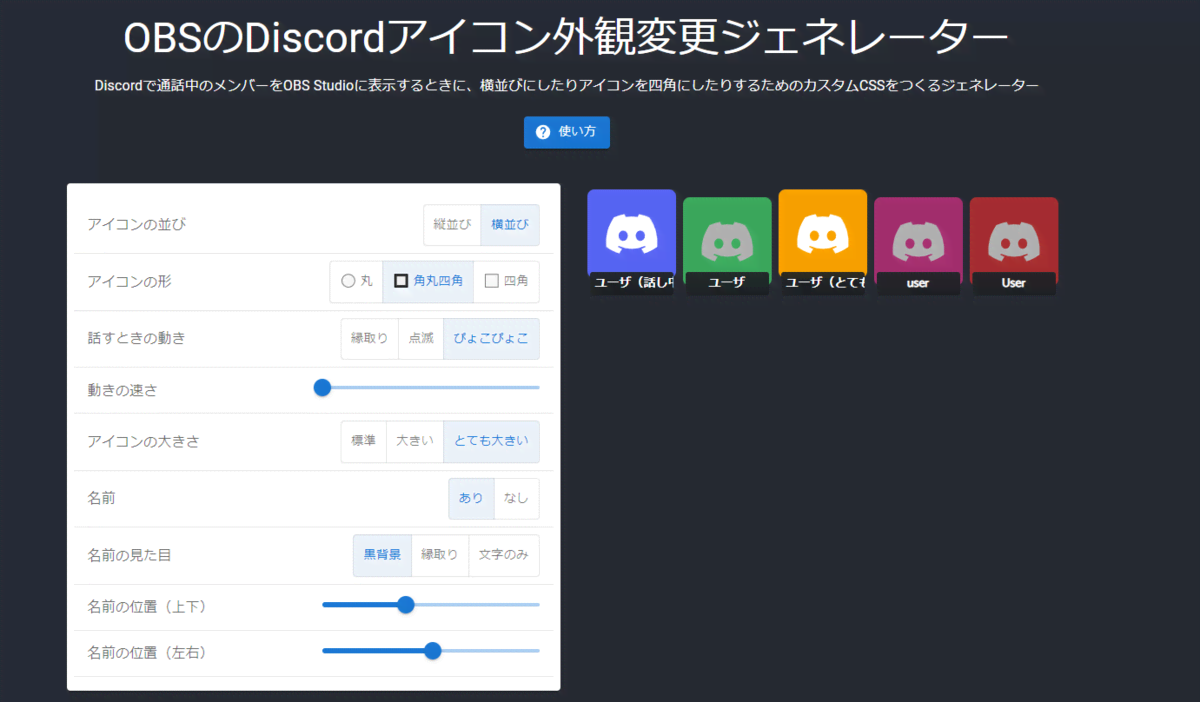 OBSのDiscordアイコン外観変更ジェネレーター
Discordで通話中のメンバーをOBS Studioに表示するときに、横並びにしたりアイコンを四角にしたりするためのカスタムCSSをつくるジェネレーター
使い方
アイコンの並び 縦並び 横並び
アイコンの形 丸 角丸四角 四角
話すときの動き 縁取り 点滅 ぴょこぴょこ
動きの速さ
アイコンの大きさ 標準 大きい とても大きい
名前 あり なし
名前の見た目 黒背景 縁取り 文字のみ
名前の位置（上下）
名前の位置（左右）
ユーザ（話し中 ユーザ ユーザ（とても user User